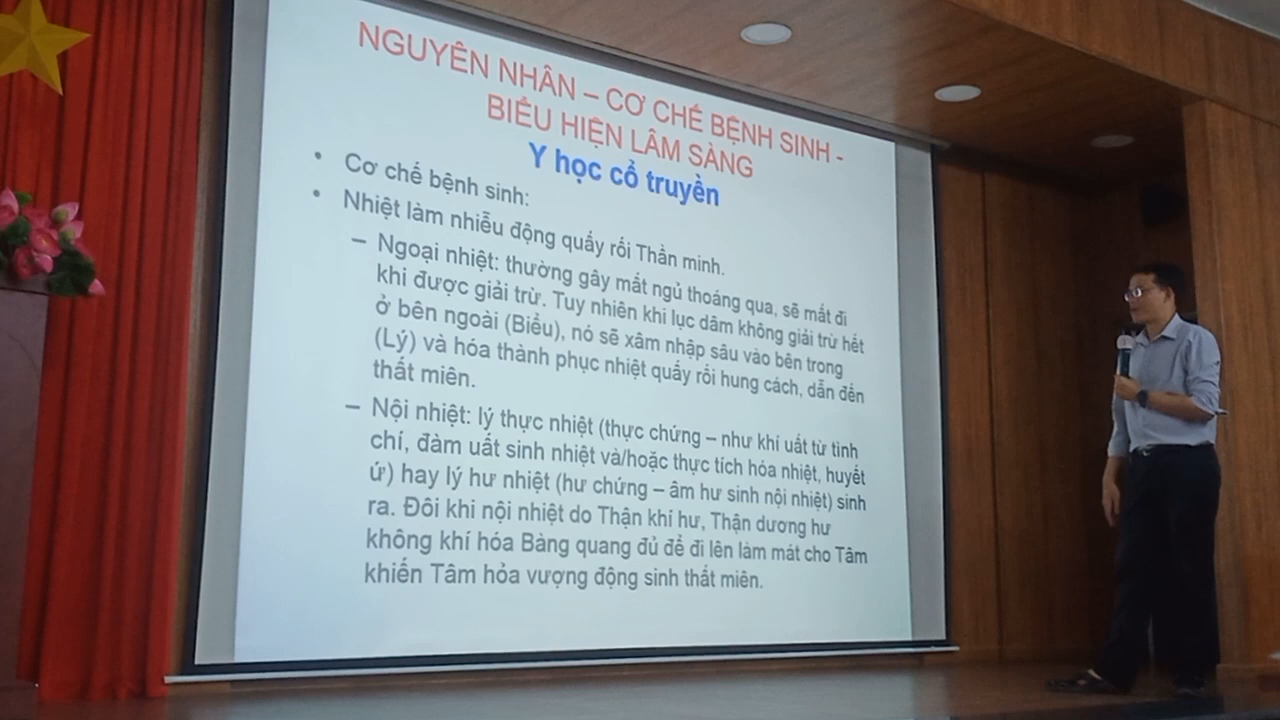 NGUYÊN NHÂN – CƠ CHẾ BỆNH SINH -
BIỂU HIỆN LÂM SÀNG
Y học cổ truyền
• Cơ chế bệnh sinh:
• Nhiệt làm nhiễu động quấy rối Thần minh.
– Ngoại nhiệt: thường gây mất ngủ thoáng qua, sẽ mất đi
khi được giải trừ. Tuy nhiên khi lục dâm không giải trừ hết
ở bên ngoài (Biểu), nó sẽ xâm nhập sâu vào bên trong
(Lý) và hóa thành phục nhiệt quấy rối hung cách, dẫn đến
thất miên.
– Nội nhiệt: lý thực nhiệt (thực chứng – như khí uất từ tình
chí, đàm uất sinh nhiệt và/hoặc thực tích hóa nhiệt, huyết
ứ) hay lý hư nhiệt (hư chứng – âm hư sinh nội nhiệt) sinh
ra. Đôi khi nội nhiệt do Thận khí hư, Thận dương hư
không khí hóa Bàng quang đủ để đi lên làm mát cho Tâm
khiến Tâm hỏa vượng động sinh thất miên.